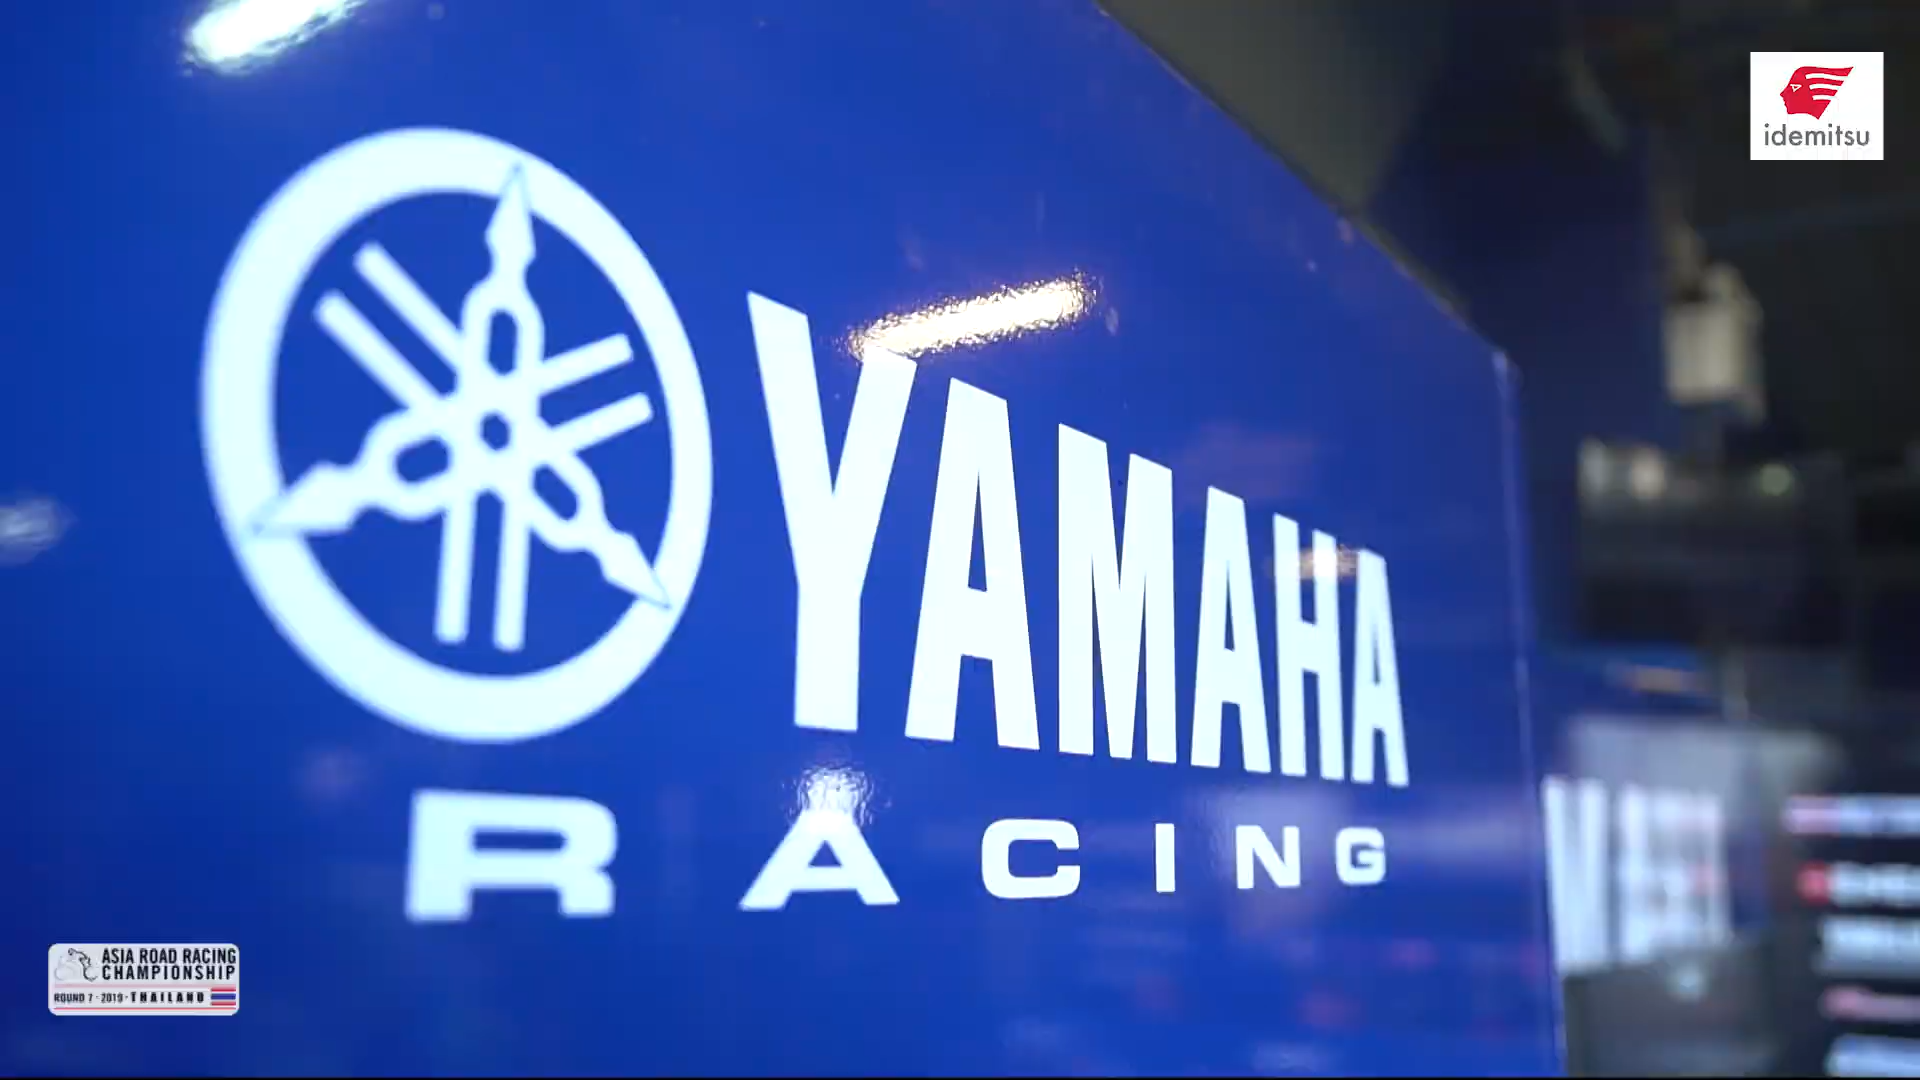 idemitsu
YAMAHA
RACING
ASIA ROAD RACING
CHAMPIONSHIP
ROUND 7 - 2019 - THAILAND